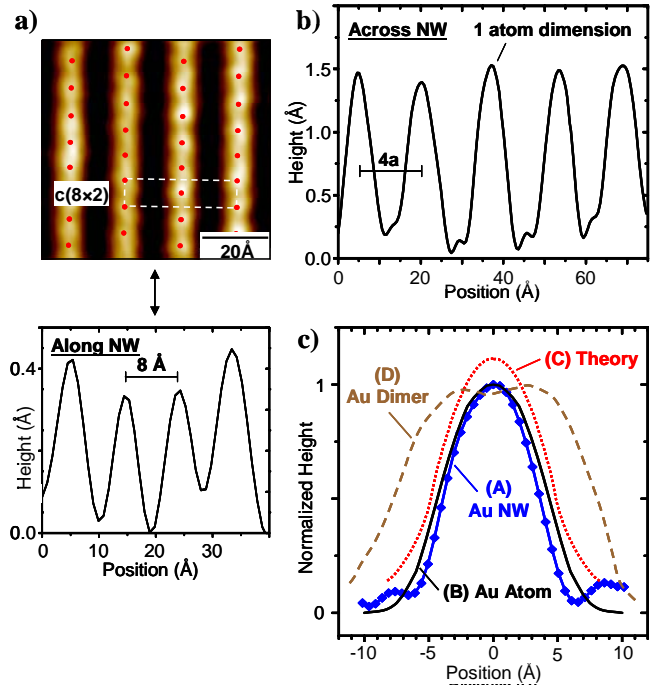 a)
c(8×2)
20Å
Along NW
8 Å
Height (Å)
0.4
0.0
0 10 20 30
Position (Å)
b)
Across NW
1 atom dimension
4a
Height (Å)
1.5
1.0
0.5
0.0
0 20 40 60
Position (Å)
c)
(C) Theory
(D)
Au Dimer
(A)
Au NW
(B) Au Atom
Normalized Height
1
0
-10 -5 0 5 10
Position (Å)